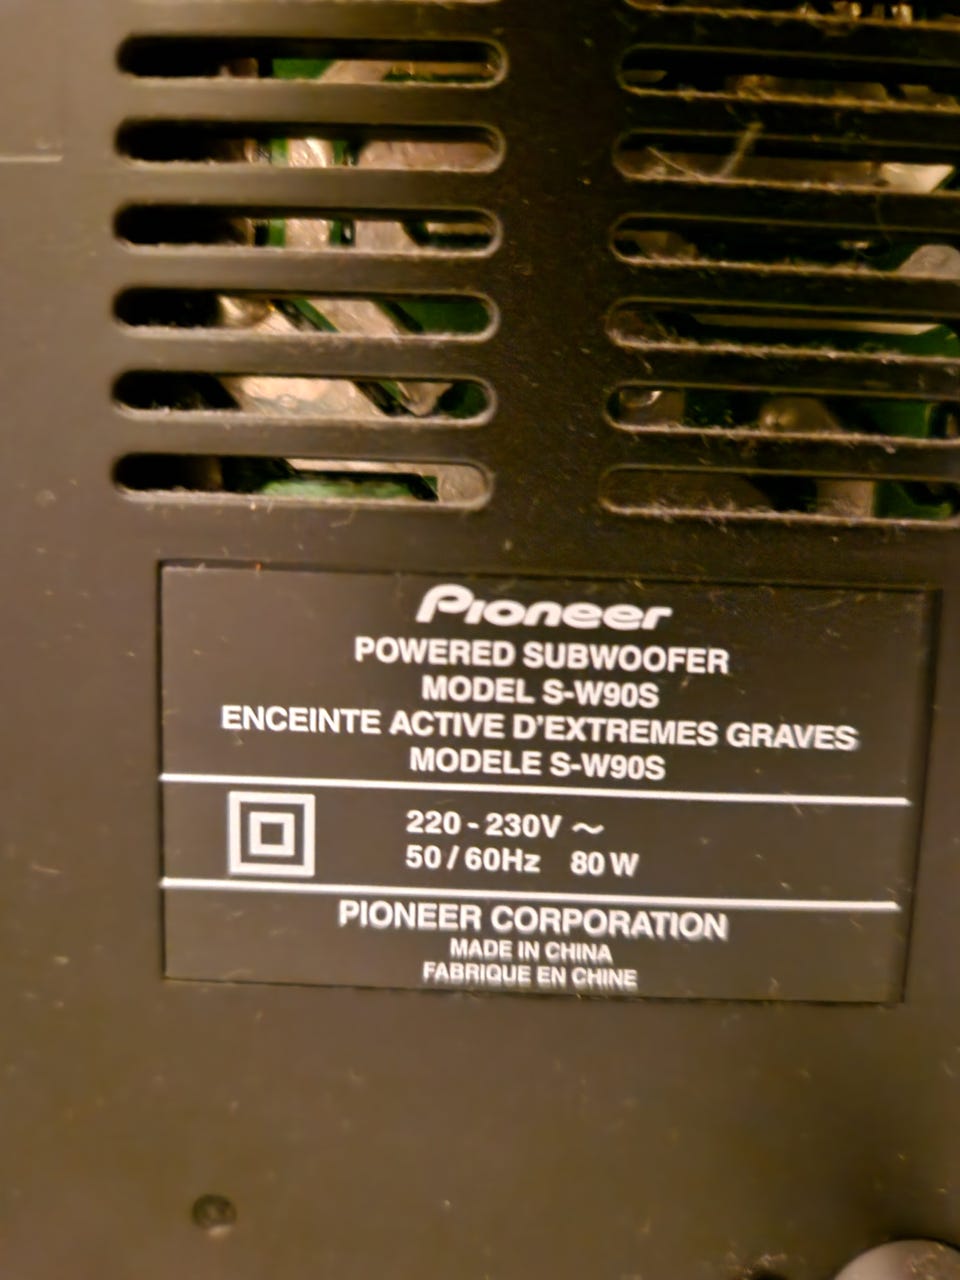 Pioneer
POWERED SUBWOOFER
MODEL S-W90S
ENCEINTE ACTIVE D'EXTREMES GRAVES
MODELE S-W90S
220 - 230V ~
50 / 60Hz 80 W
PIONEER CORPORATION
MADE IN CHINA
FABRIQUE EN CHINE